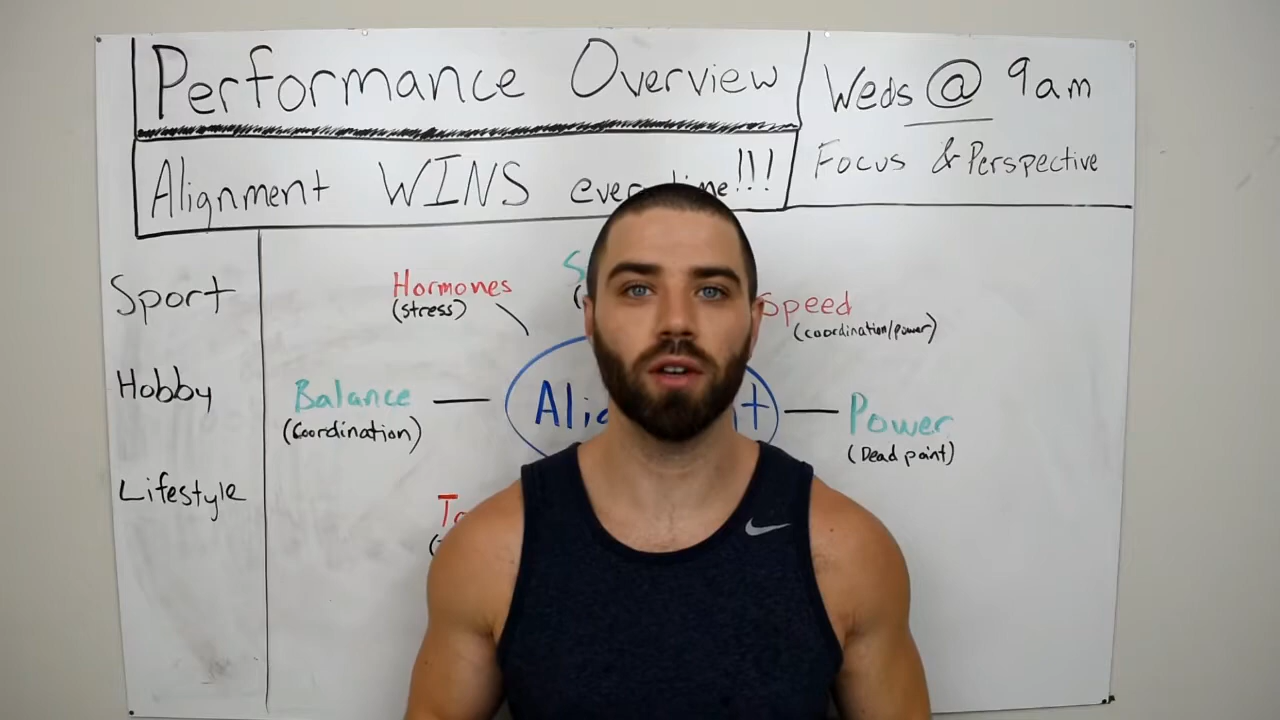 Performance Overview
Weds @ 9am
Alignment WINS !!!
Focus & Perspective
Sport
Hormones
(stress)
Speed
(coordination/power)
Hobby
Balance
(Coordination)
Power
(Dead point)
Lifestyle